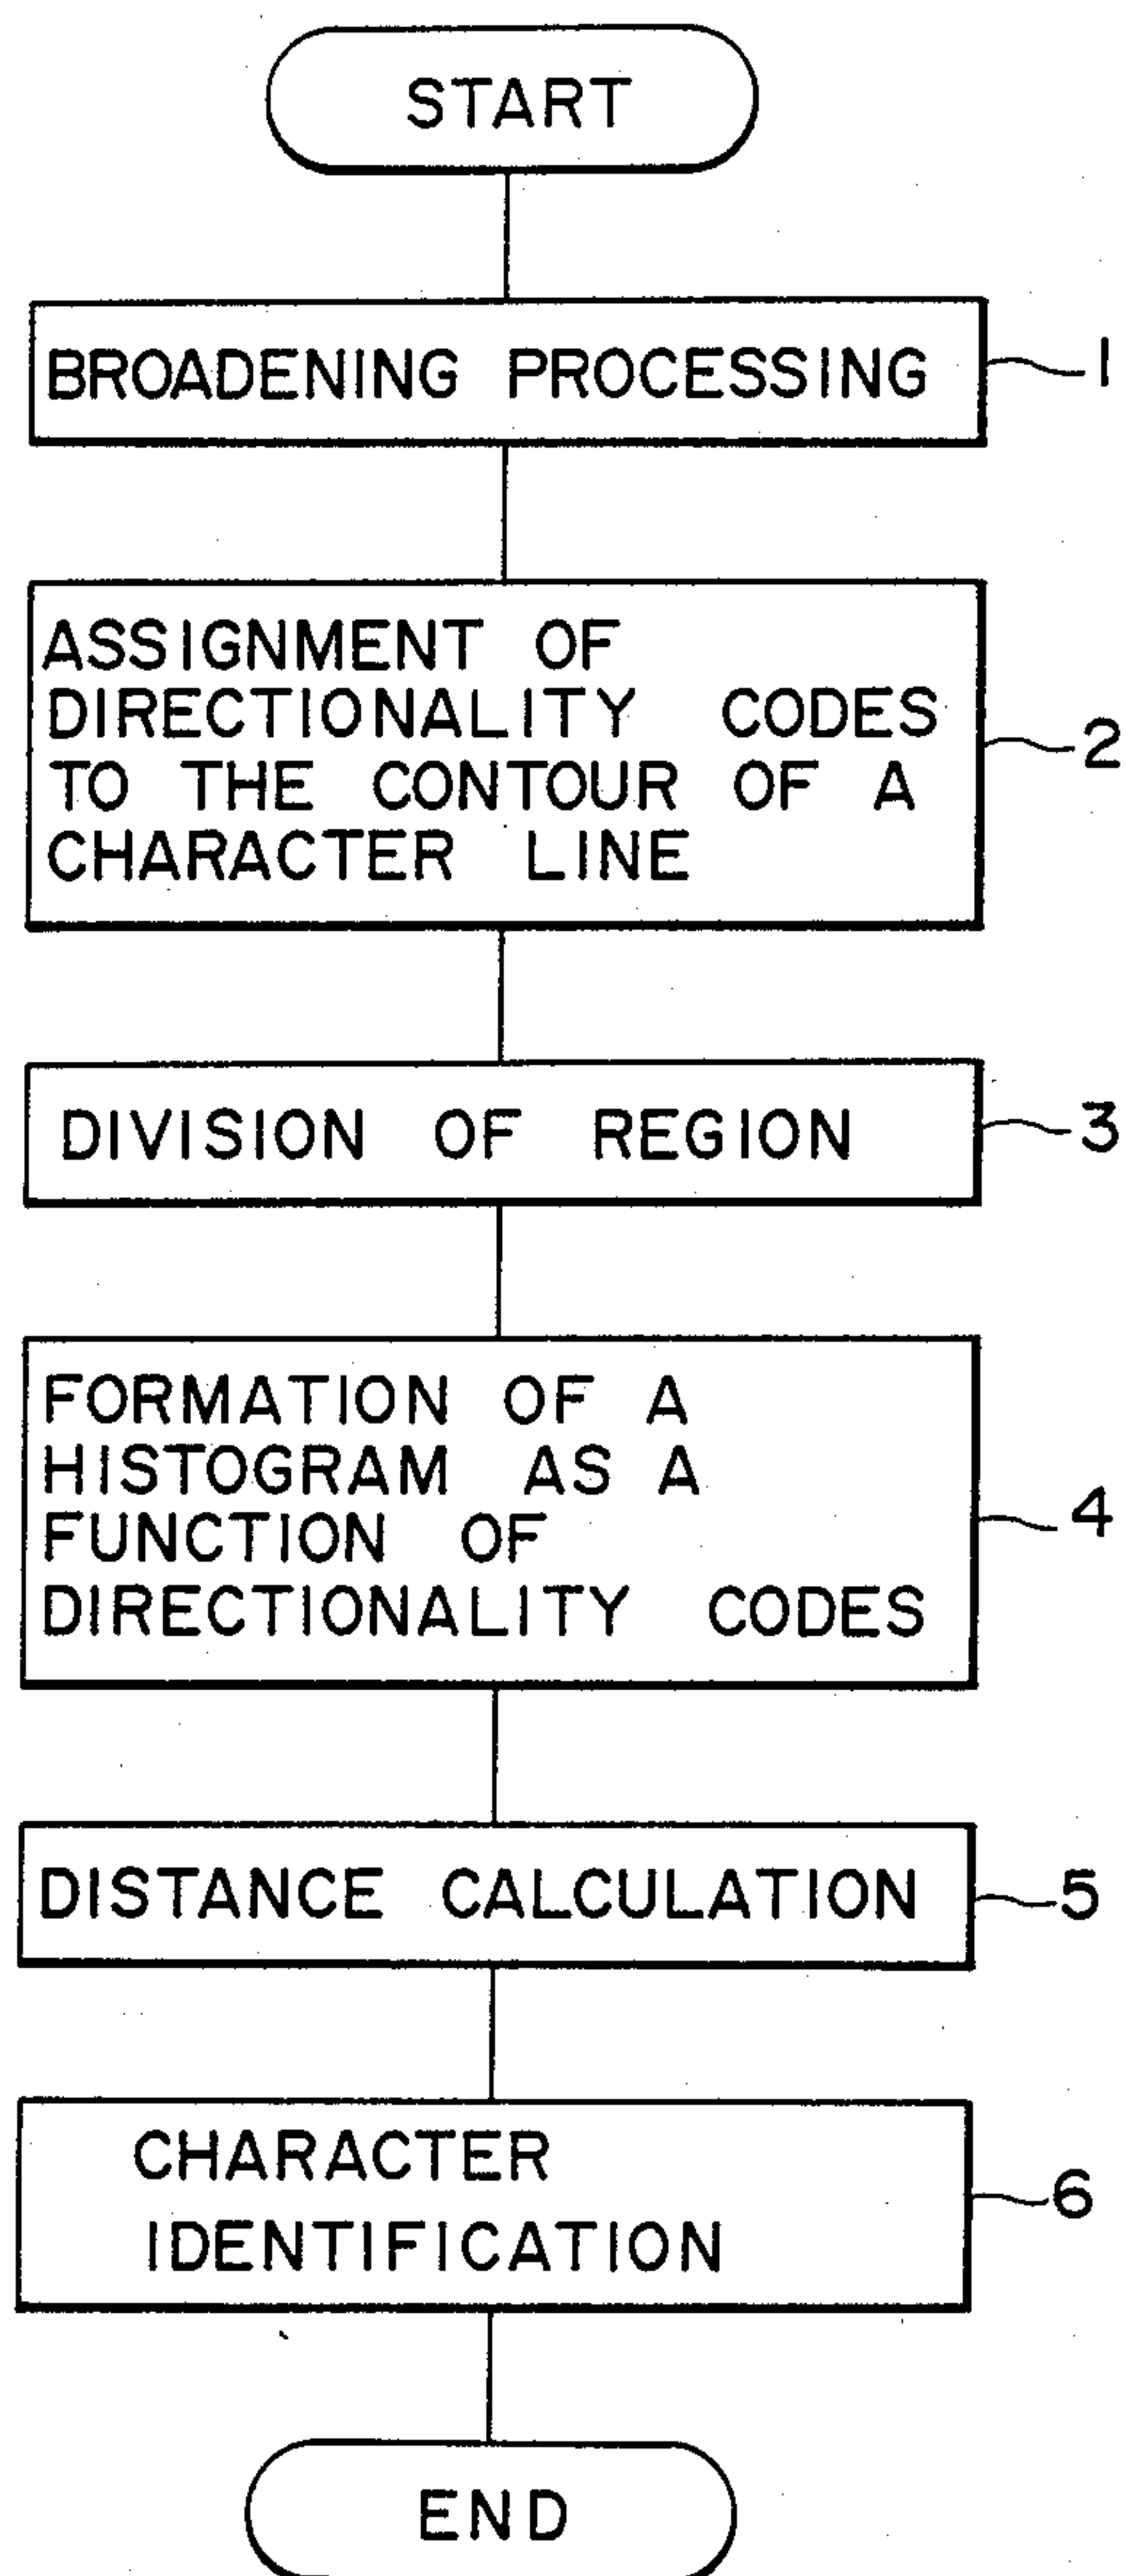 START
BROADENING PROCESSING
1
ASSIGNMENT OF
DIRECTIONALITY CODES
TO THE CONTOUR OF A
CHARACTER LINE
2
DIVISION OF REGION
3
FORMATION OF A
HISTOGRAM AS A
FUNCTION OF
DIRECTIONALITY CODES
4
DISTANCE CALCULATION
5
CHARACTER
IDENTIFICATION
6
END